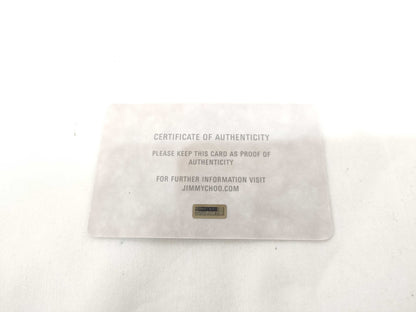 CERTIFICATE OF AUTHENTICITY
PLEASE KEEP THIS CARD AS PROOF OF
AUTHENTICITY
FOR FURTHER INFORMATION VISIT
JIMMYCHOO.COM